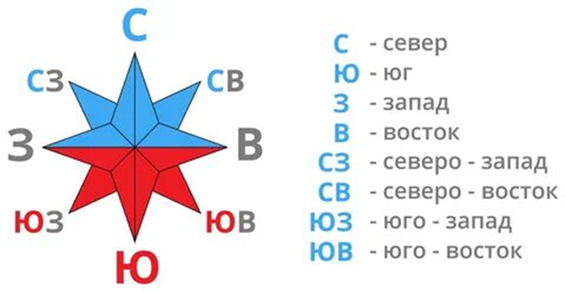 С
СЗ СВ
З В
ЮЗ ЮВ
Ю
С - север
Ю - юг
З - запад
В - восток
СЗ - северо - запад
СВ - северо - восток
ЮЗ - юго - запад
ЮВ - юго - восток